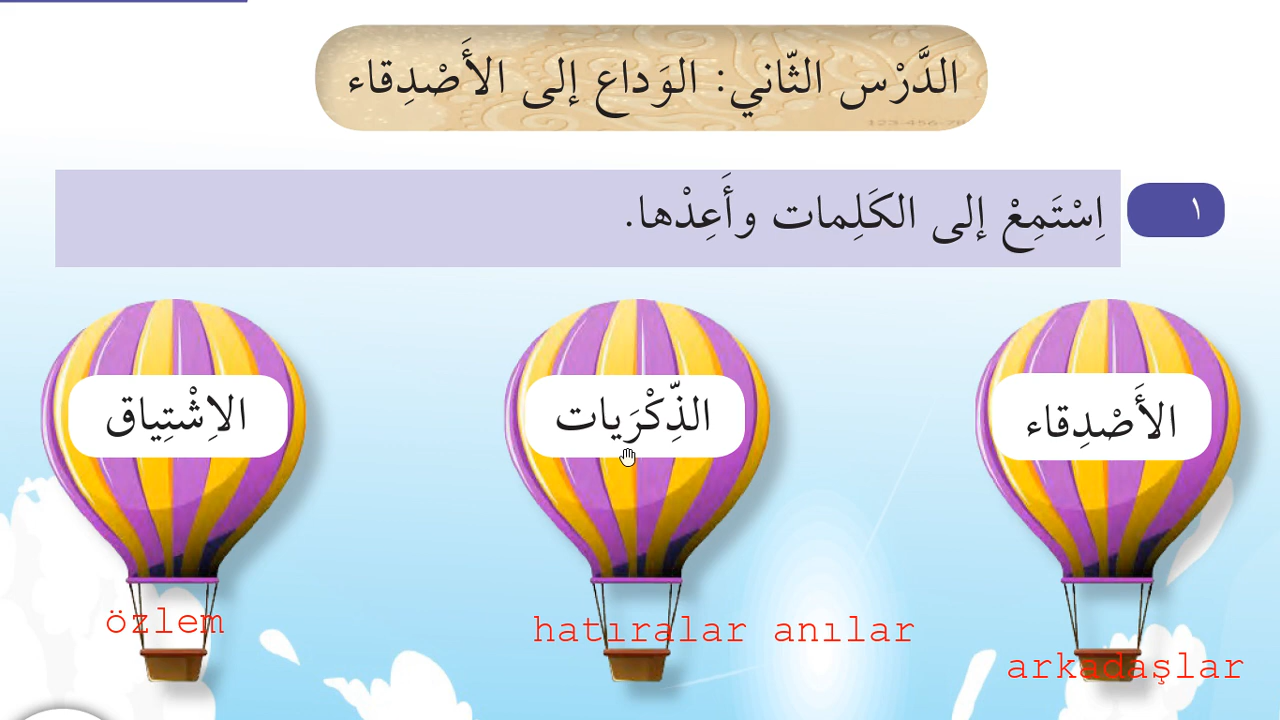 الدَّرْس الثّاني: الوَداع إلى الأَصْدِقاء
١
اِسْتَمِعْ إلى الكَلِمات وأَعِدْها.
الأَصْدِقاء
الذِّكْرَيات
الاِشْتِياق
arkadaşlar
hatıralar anılar
özlem